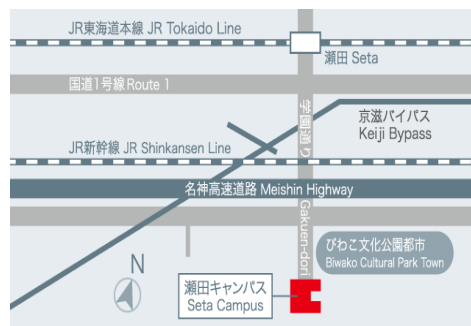 JR東海道本線 JR Tokaido Line
瀬田 Seta
国道1号線 Route 1
学園通り Gakuen-dori
京滋バイパス
Keiji Bypass
JR新幹線 JR Shinkansen Line
名神高速道路 Meishin Highway
びわこ文化公園都市
Biwako Cultural Park Town
N
瀬田キャンパス
Seta Campus